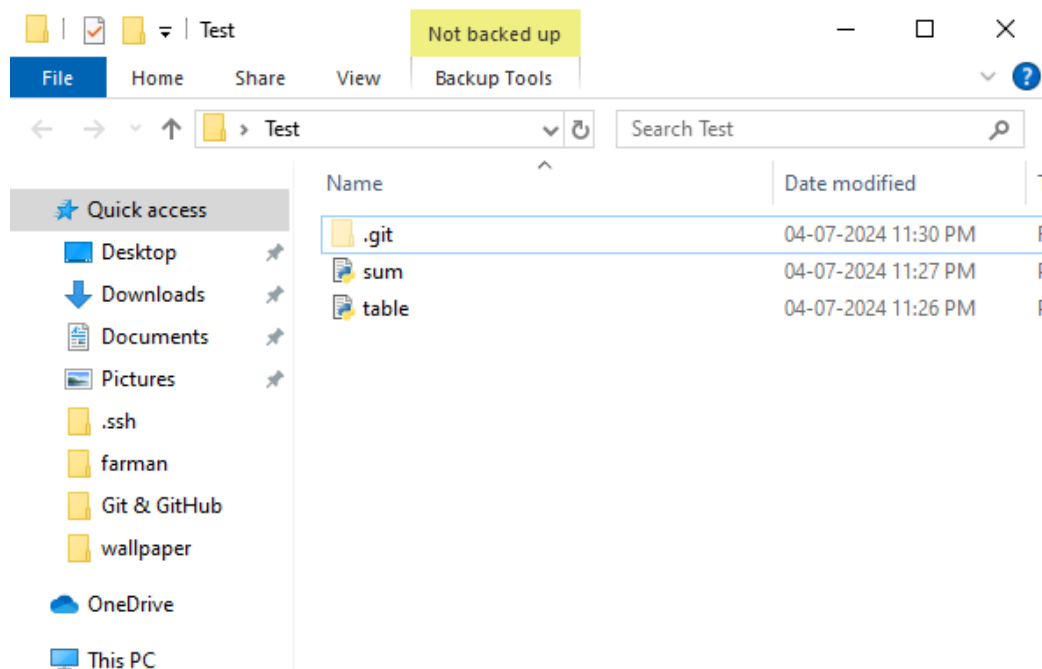 Test
Not backed up
File Home Share View Backup Tools
Test
Search Test
Name Date modified
Quick access
Desktop
Downloads
Documents
Pictures
.ssh
farman
Git & GitHub
wallpaper
OneDrive
This PC
.git 04-07-2024 11:30 PM
sum 04-07-2024 11:27 PM
table 04-07-2024 11:26 PM